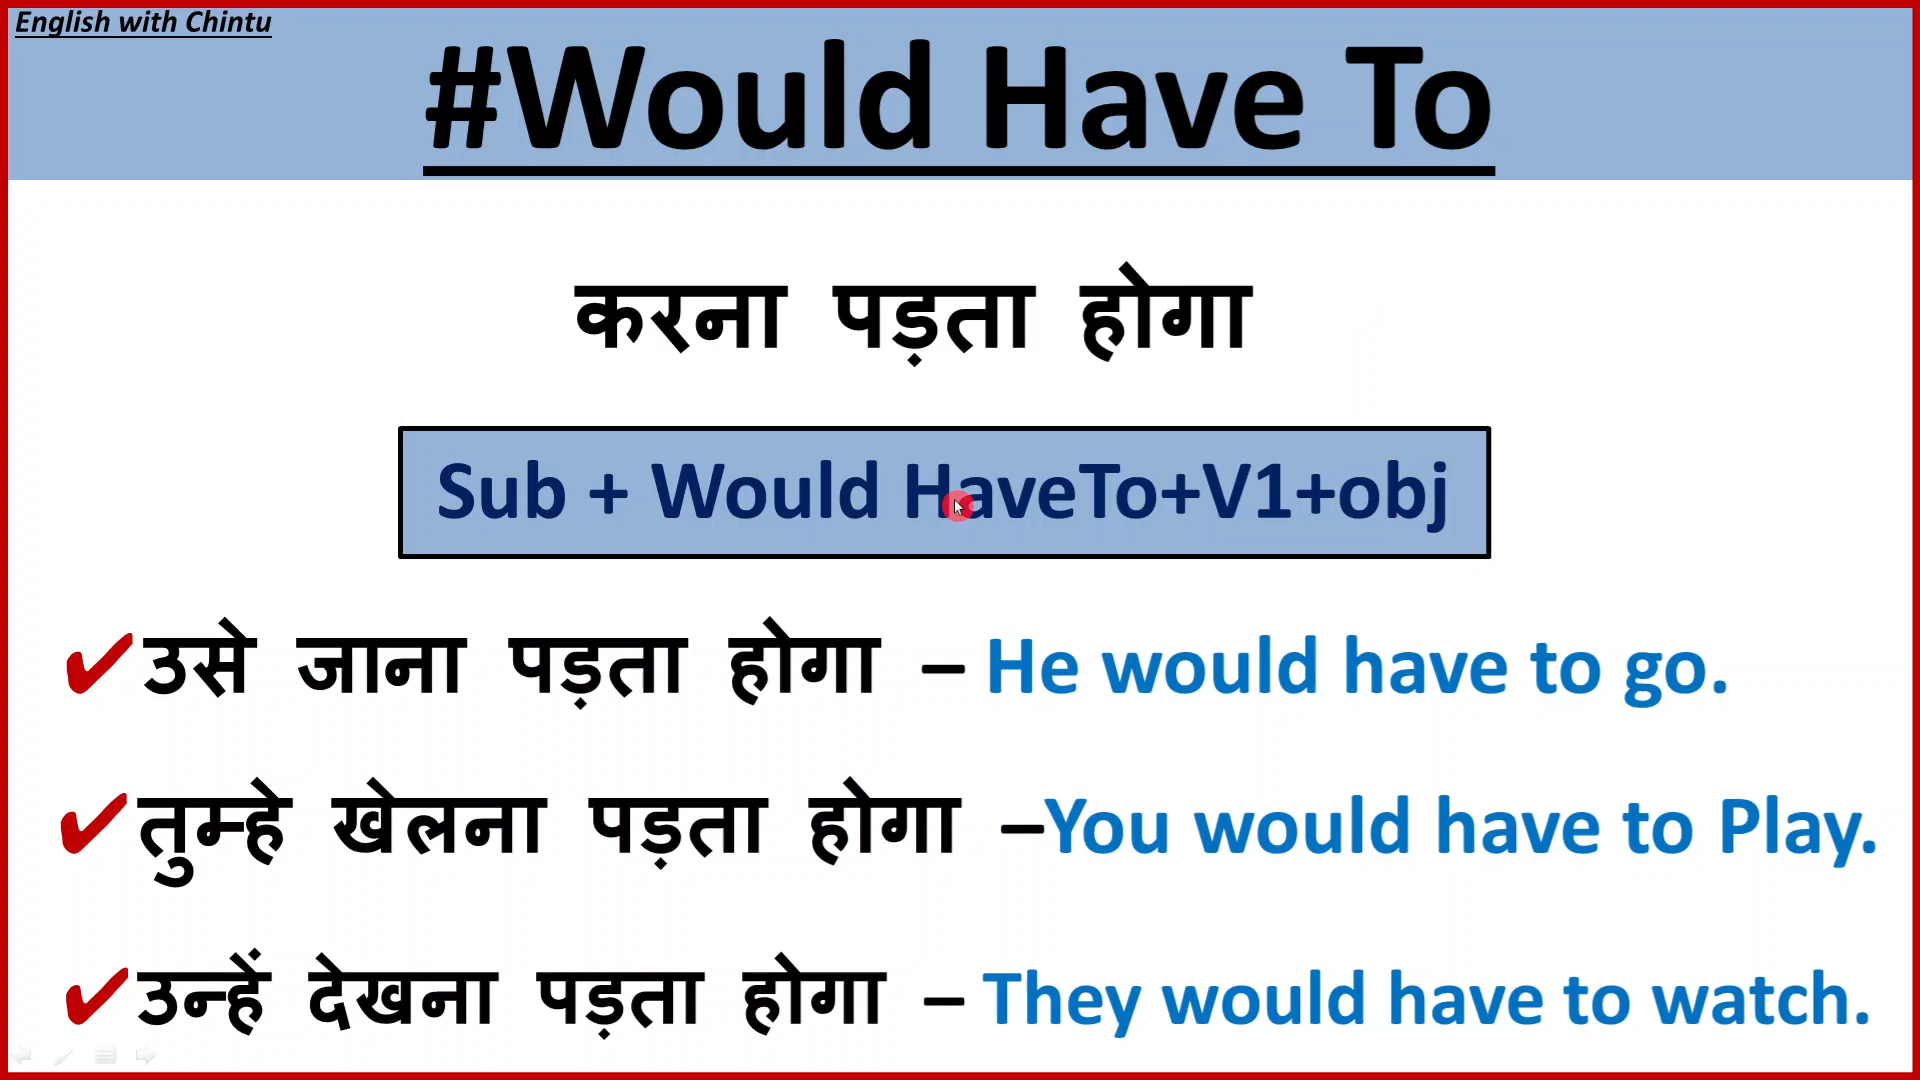 English with Chintu
#Would Have To
करना पड़ता होगा
Sub + Would HaveTo+V1+obj
✔उसे जाना पड़ता होगा – He would have to go.
✔तुम्हे खेलना पड़ता होगा –You would have to Play.
✔उन्हें देखना पड़ता होगा – They would have to watch.